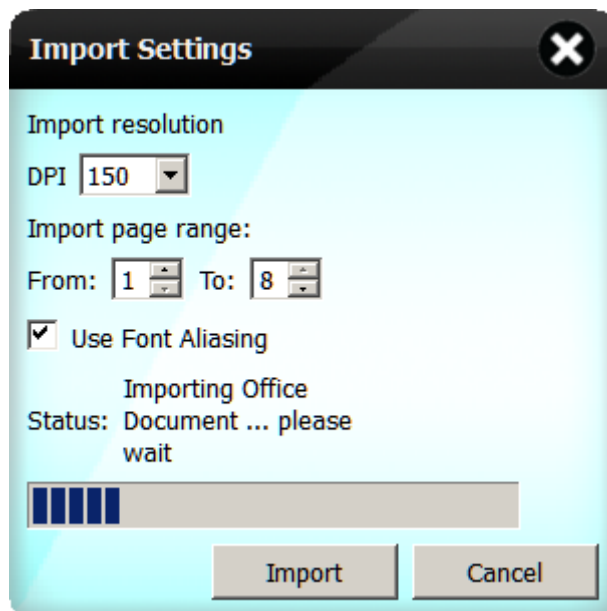 Import Settings
Import resolution
DPI 150
Import page range:
From: 1 To: 8
Use Font Aliasing
Importing Office
Status: Document ... please
wait
Import Cancel